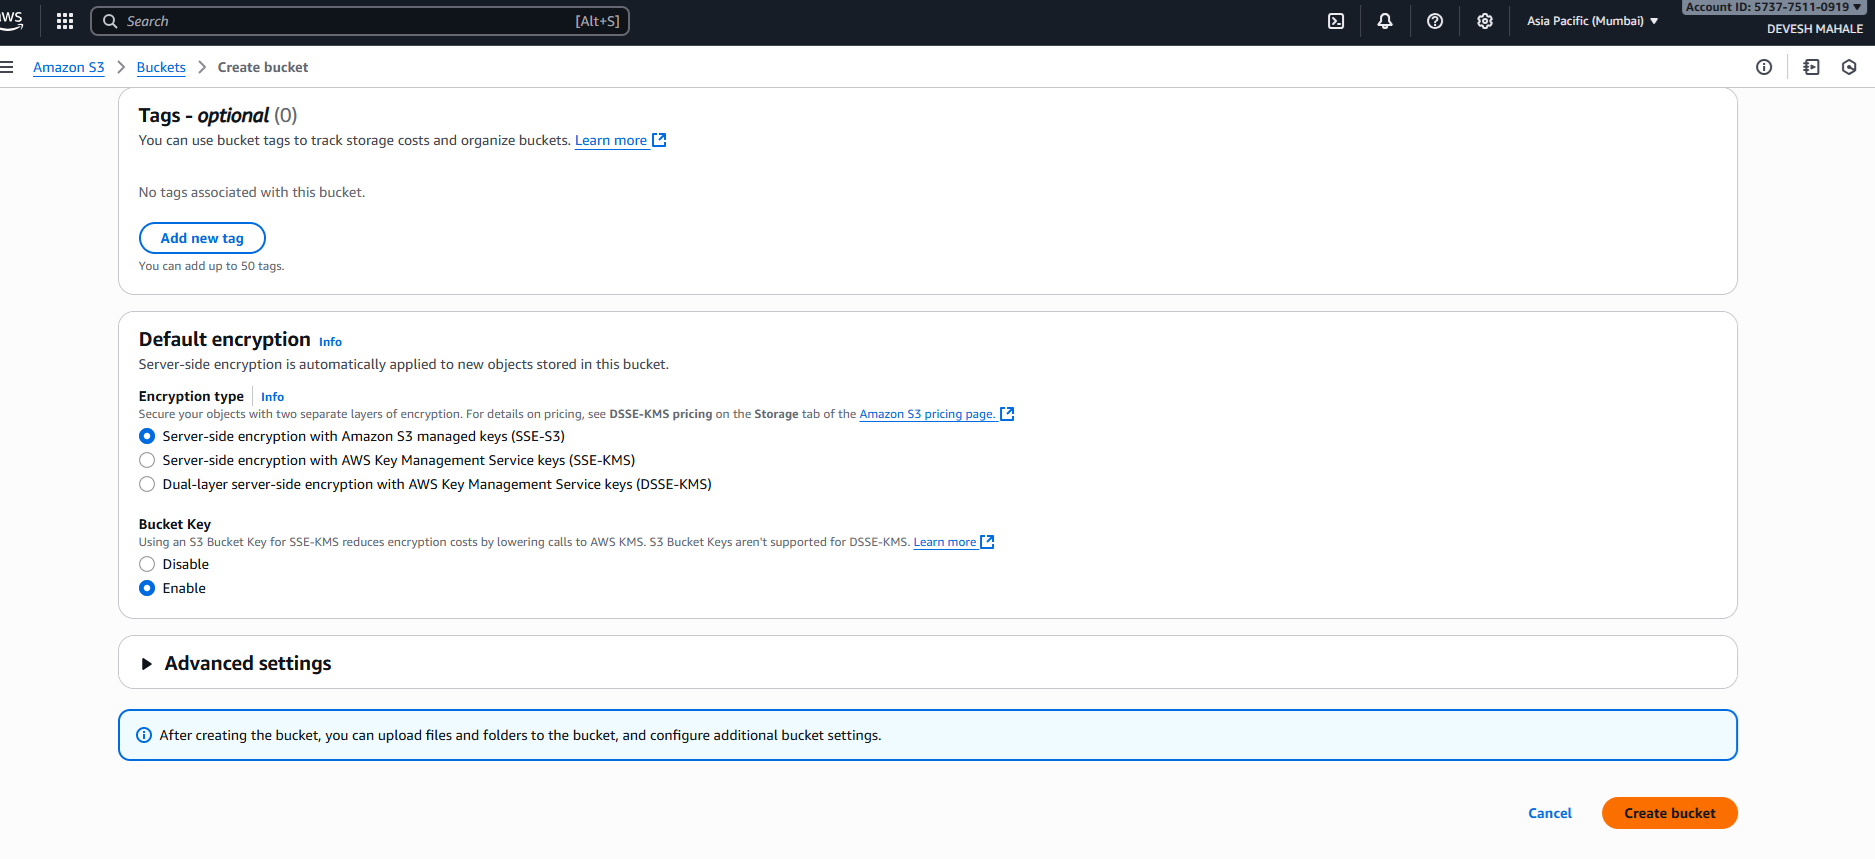 aws
Search [Alt+S]
Asia Pacific (Mumbai)
Account ID: 5737-7511-0919
DEVESH MAHALE
Amazon S3 > Buckets > Create bucket
Tags - optional (0)
You can use bucket tags to track storage costs and organize buckets. Learn more
No tags associated with this bucket.
Add new tag
You can add up to 50 tags.
Default encryption Info
Server-side encryption is automatically applied to new objects stored in this bucket.
Encryption type Info
Secure your objects with two separate layers of encryption. For details on pricing, see DSSE-KMS pricing on the Storage tab of the Amazon S3 pricing page.
Server-side encryption with Amazon S3 managed keys (SSE-S3)
Server-side encryption with AWS Key Management Service keys (SSE-KMS)
Dual-layer server-side encryption with AWS Key Management Service keys (DSSE-KMS)
Bucket Key
Using an S3 Bucket Key for SSE-KMS reduces encryption costs by lowering calls to AWS KMS. S3 Bucket Keys aren't supported for DSSE-KMS. Learn more
Disable
Enable
Advanced settings
After creating the bucket, you can upload files and folders to the bucket, and configure additional bucket settings.
Cancel
Create bucket